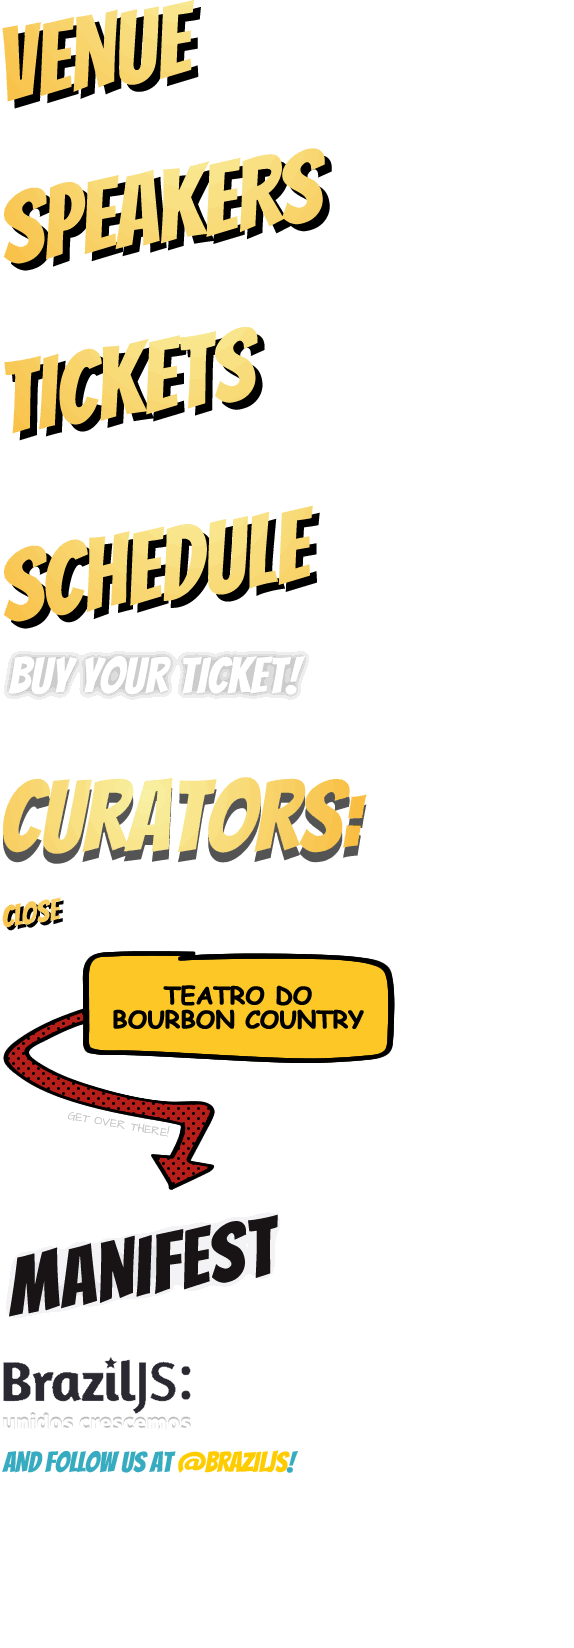 VENUE
SPEAKERS
TICKETS
SCHEDULE
BUY YOUR TICKET!
CURATORS:
CLOSE
TEATRO DO
BOURBON COUNTRY
GET OVER THERE!
MANIFEST
BrazilJS:
unidos crescemos
AND FOLLOW US AT @BRAZILJS!